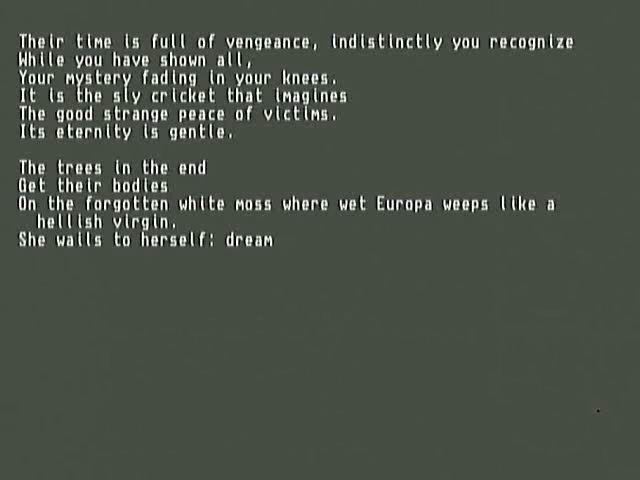 Their time is full of vengeance, indistinctly you recognize
While you have shown all,
Your mystery fading in your knees.
It is the sly cricket that imagines
The good strange peace of victims.
Its eternity is gentle.

The trees in the end
Get their bodies
On the forgotten white moss where wet Europa weeps like a
hellish virgin.
She wails to herself: dream